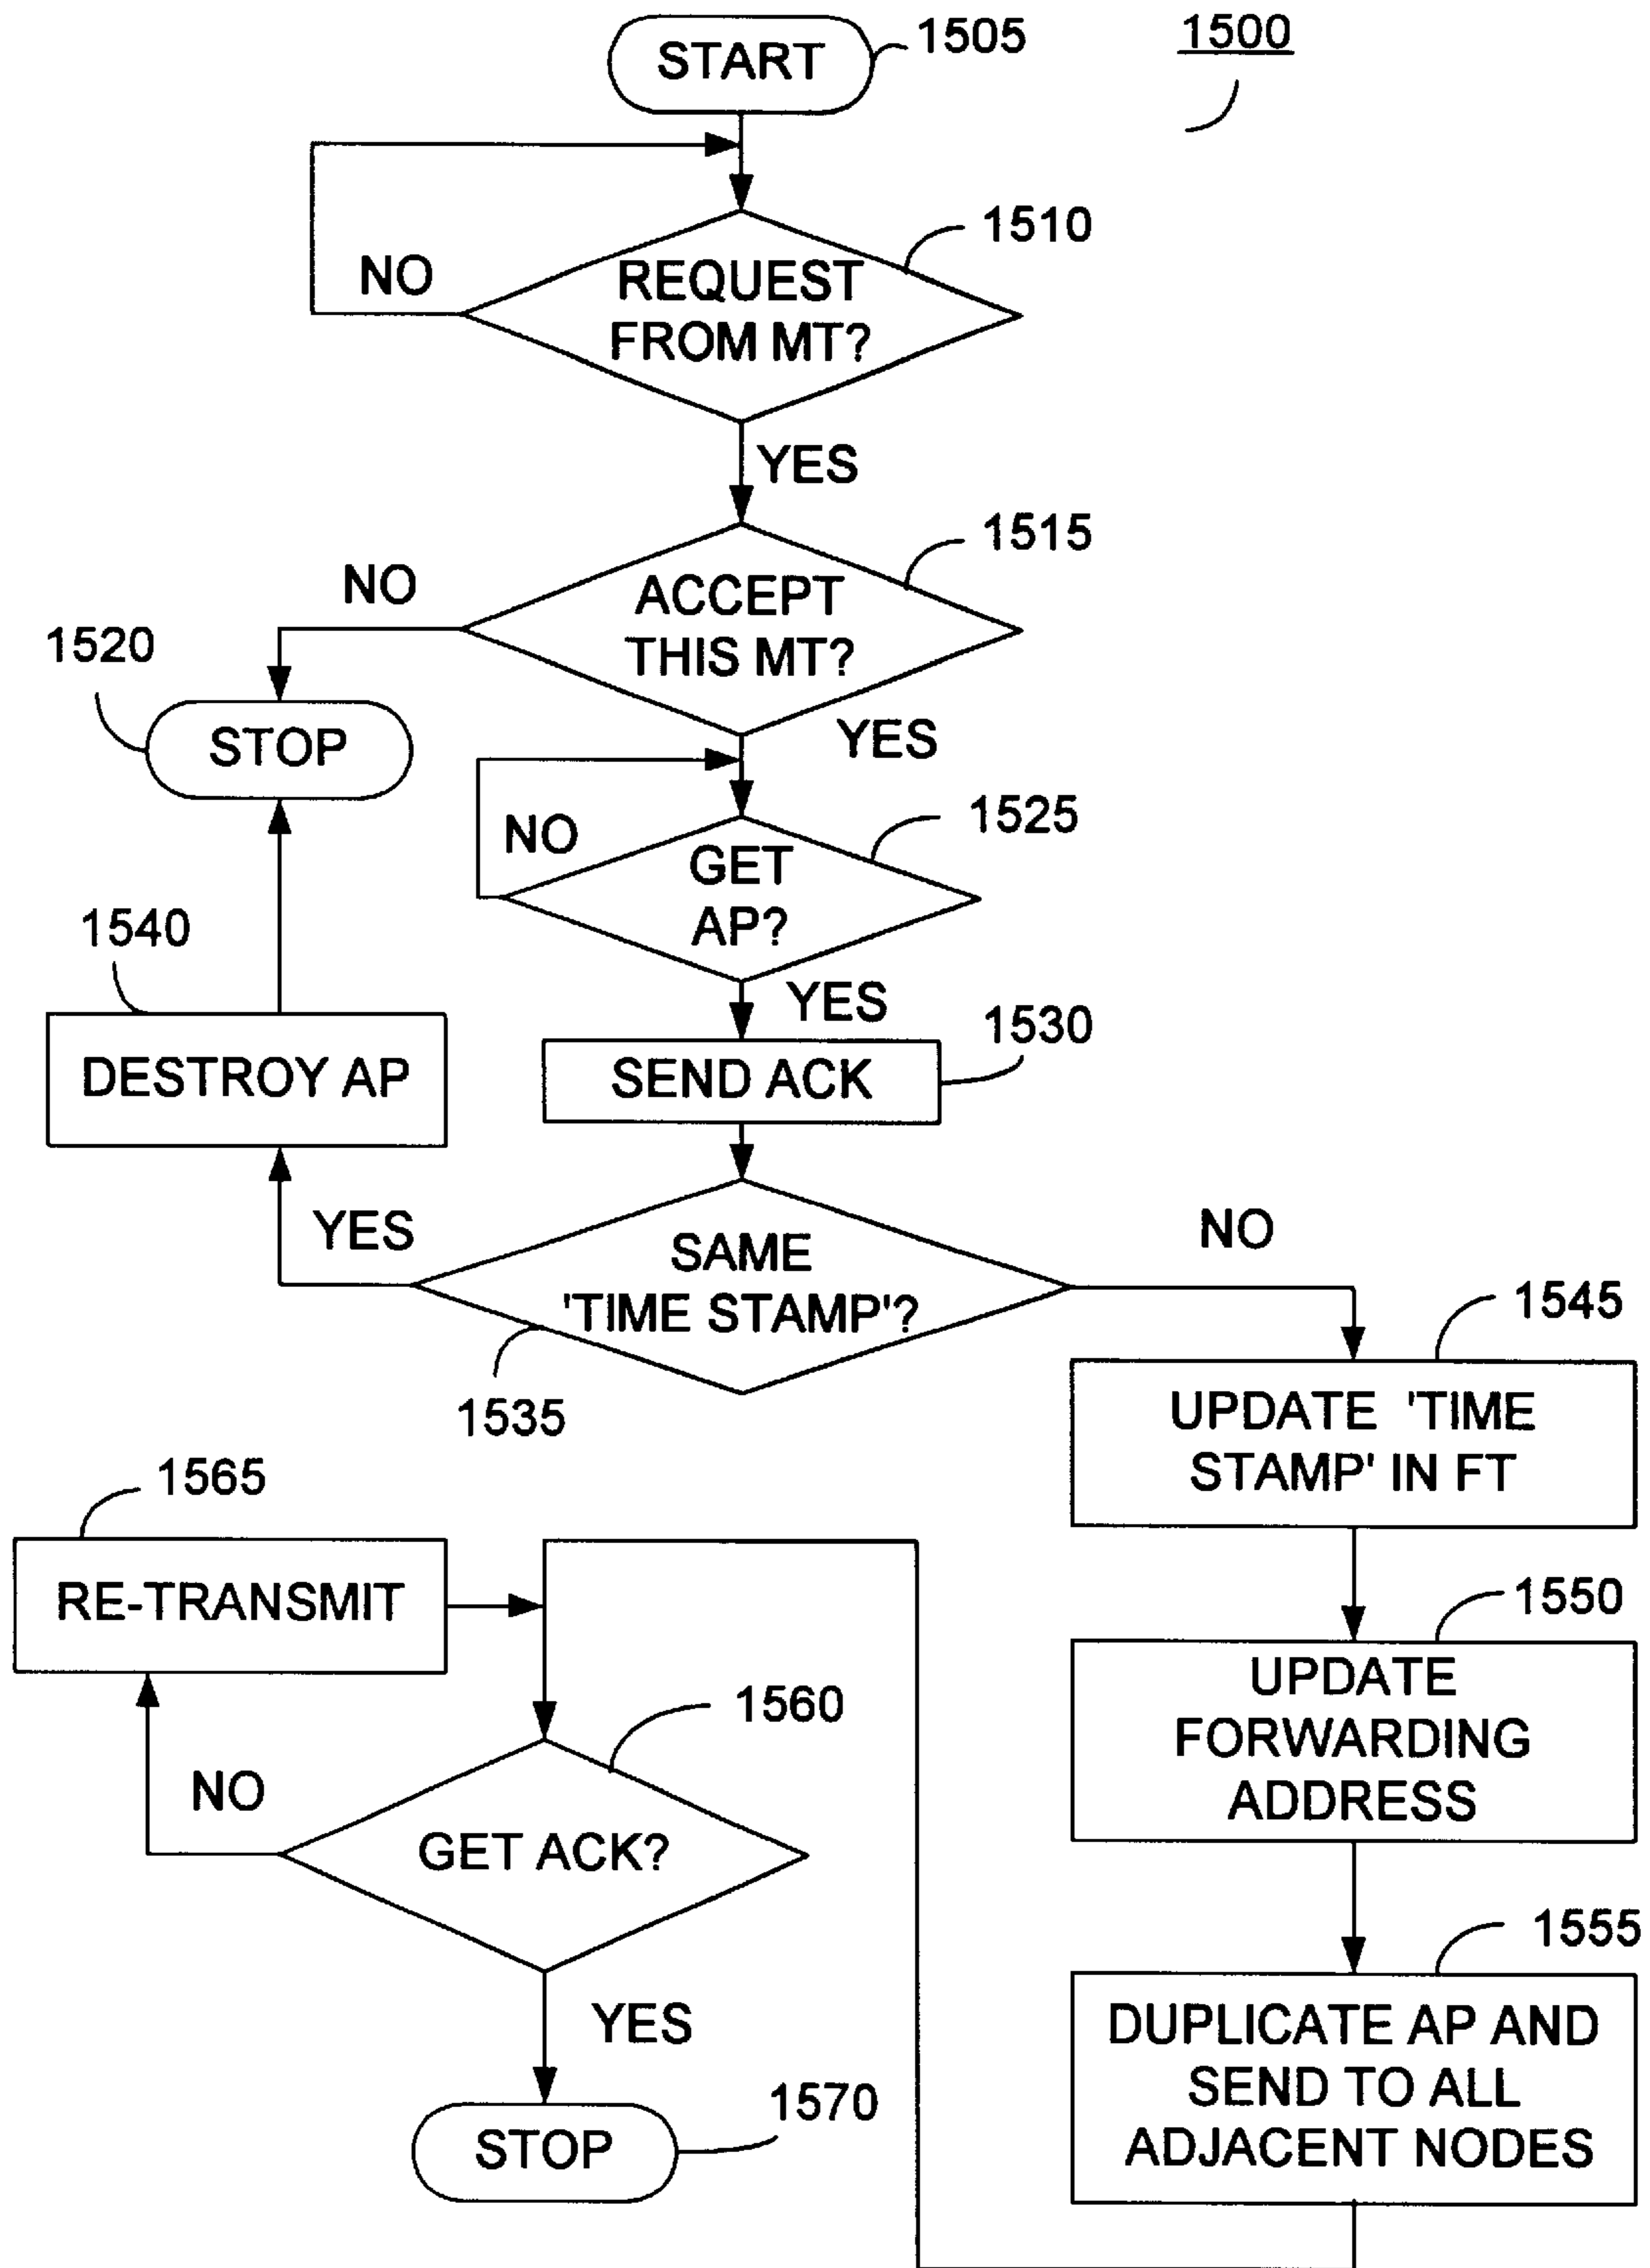 START
1505
1500
1510
NO
REQUEST
FROM MT?
YES
1515
NO
ACCEPT
THIS MT?
1520
STOP
YES
1525
NO
GET
AP?
1540
YES
1530
DESTROY AP
SEND ACK
YES
NO
SAME
'TIME STAMP'?
1545
1535
UPDATE 'TIME
STAMP' IN FT
1565
RE-TRANSMIT
1550
UPDATE
FORWARDING
ADDRESS
1560
NO
GET ACK?
1555
YES
DUPLICATE AP AND
SEND TO ALL
ADJACENT NODES
1570
STOP